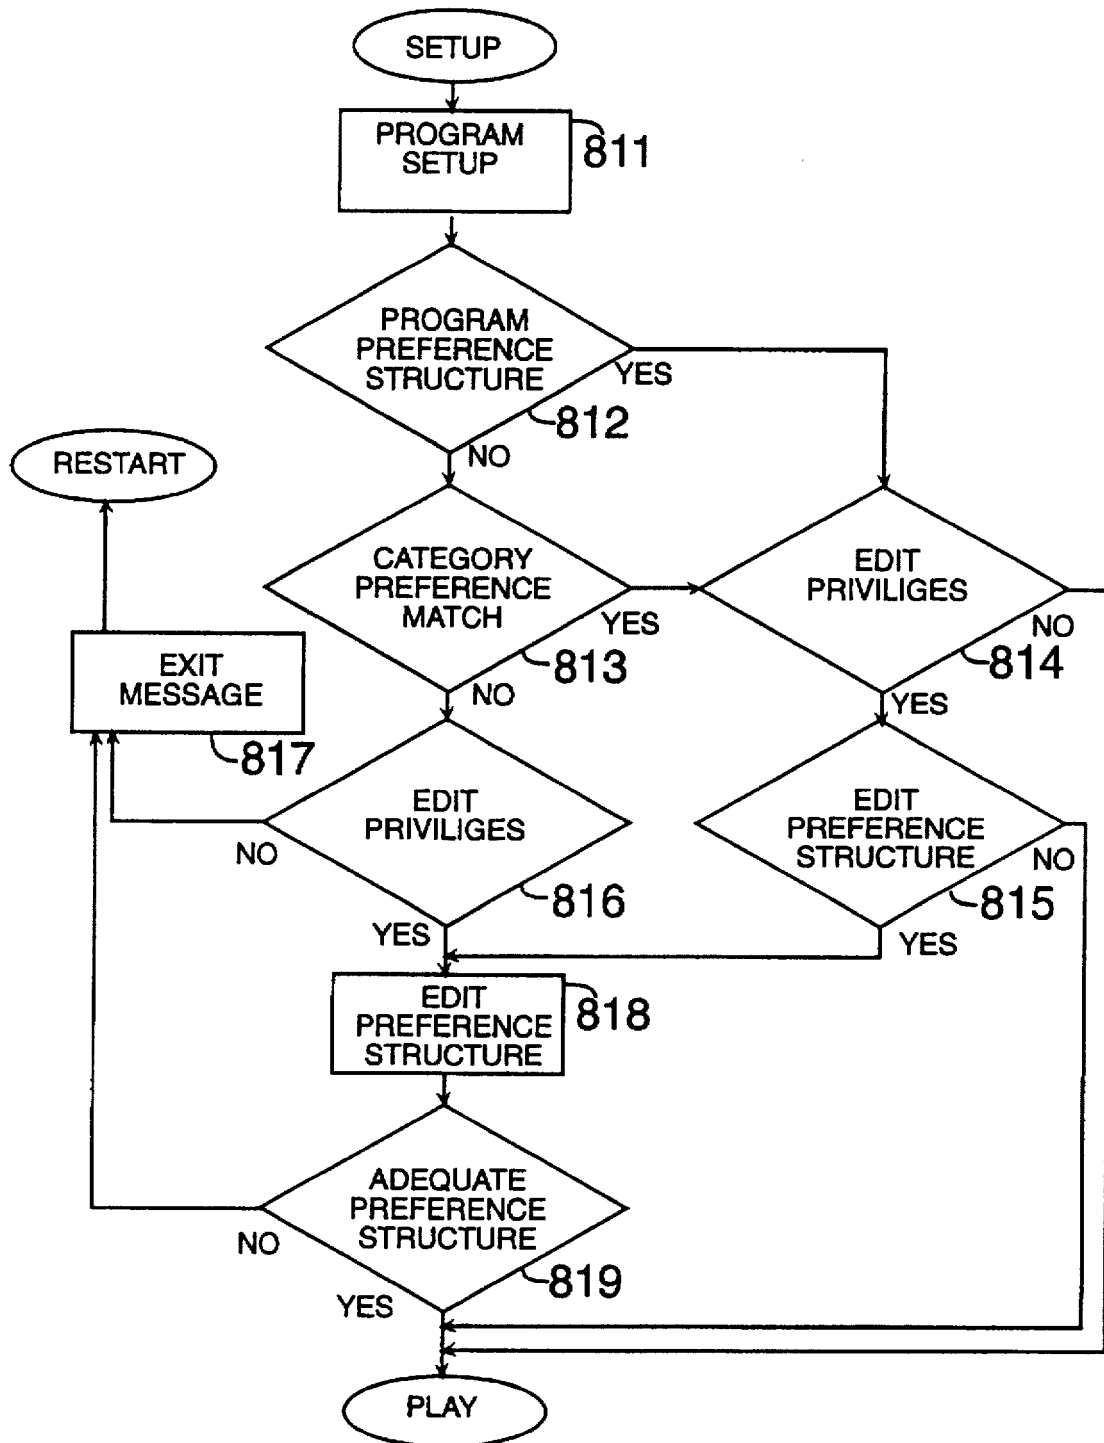 SETUP
PROGRAM
SETUP
811
PROGRAM
PREFERENCE
STRUCTURE
YES
812
NO
RESTART
CATEGORY
PREFERENCE
MATCH
YES
813
NO
EDIT
PRIVILIGES
NO
814
YES
EXIT
MESSAGE
817
EDIT
PRIVILIGES
NO
816
YES
EDIT
PREFERENCE
STRUCTURE
NO
815
YES
EDIT
PREFERENCE
STRUCTURE
818
ADEQUATE
PREFERENCE
STRUCTURE
NO
819
YES
PLAY